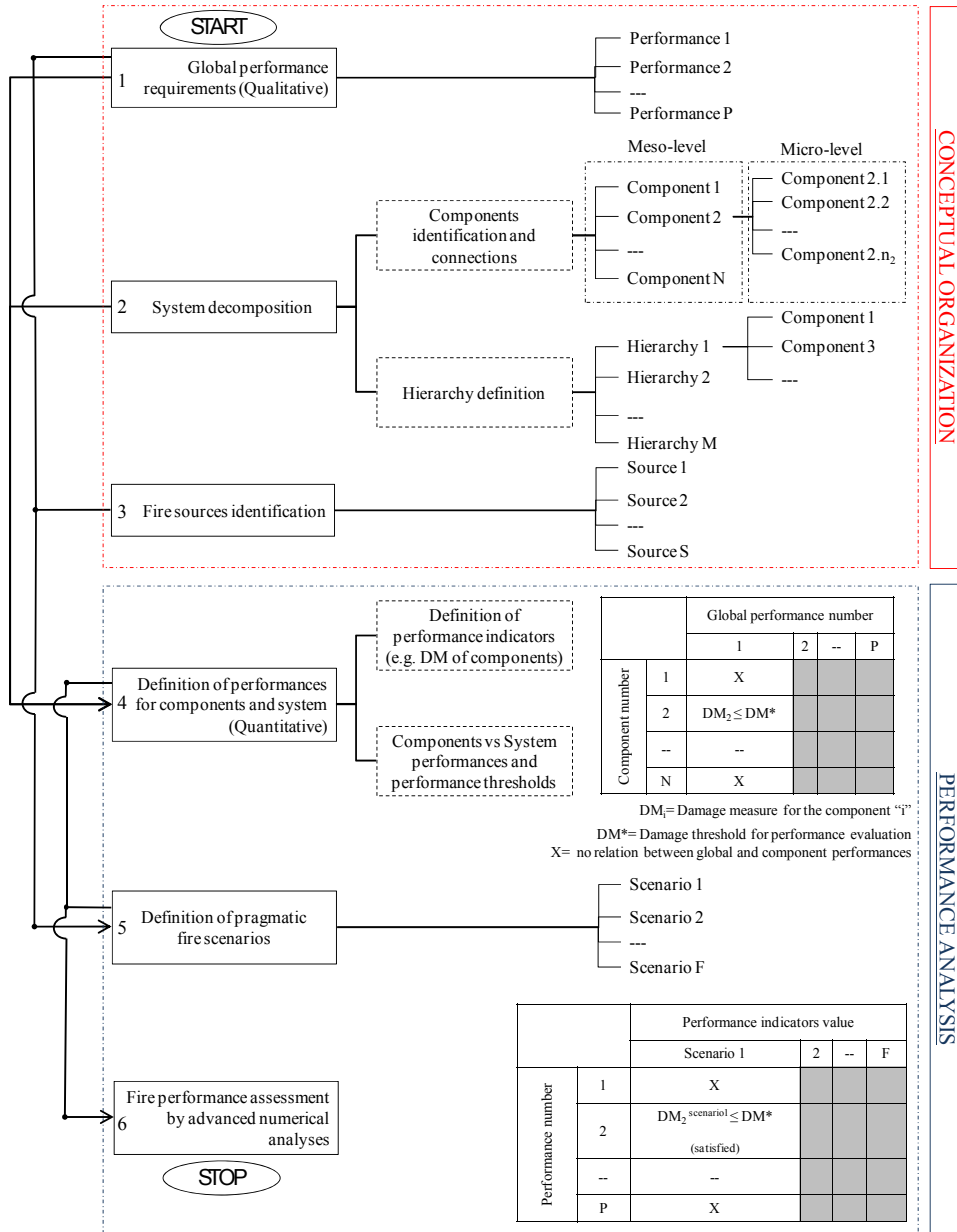 START
1
Global performance
requirements (Qualitative)
Performance 1
Performance 2
---
Performance P
Meso-level
Micro-level
Components
identification and
connections
Component 1
Component 2
---
Component N
Component 2.1
Component 2.2
---
Component 2.n2
2
System decomposition
Hierarchy definition
Hierarchy 1
Hierarchy 2
---
Hierarchy M
Component 1
Component 3
---
3
Fire sources identification
Source 1
Source 2
---
Source S
CONCEPTUAL ORGANIZATION
4
Definition of performances
for components and system
(Quantitative)
Definition of
performance indicators
(e.g. DM of components)
Components vs System
performances and
performance thresholds
Global performance number
1 2 -- P
Component number
1 X
2 DM2 ≤ DM*
-- --
N X
DMi= Damage measure for the component “i”
DM*= Damage threshold for performance evaluation
X= no relation between global and component performances
5
Definition of pragmatic
fire scenarios
Scenario 1
Scenario 2
---
Scenario F
6
Fire performance assessment
by advanced numerical
analyses
STOP
Performance indicators value
Scenario 1 2 -- F
Performance number
1 X
2 DM2 scenario1 ≤ DM*
(satisfied)
-- --
P X
PERFORMANCE ANALYSIS